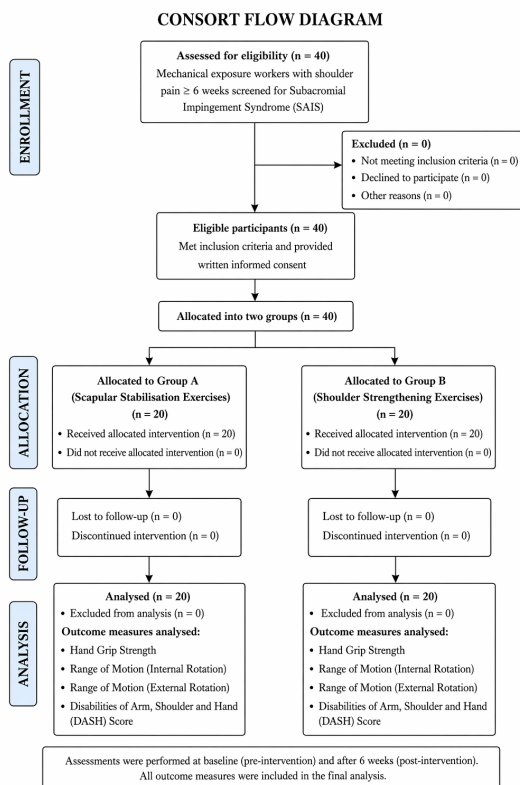 CONSORT FLOW DIAGRAM
ENROLLMENT
Assessed for eligibility (n = 40)
Mechanical exposure workers with shoulder
pain ≥ 6 weeks screened for Subacromial
Impingement Syndrome (SAIS)
Excluded (n = 0)
• Not meeting inclusion criteria (n = 0)
• Declined to participate (n = 0)
• Other reasons (n = 0)
Eligible participants (n = 40)
Met inclusion criteria and provided
written informed consent
Allocated into two groups (n = 40)
ALLOCATION
Allocated to Group A
(Scapular Stabilisation Exercises)
(n = 20)
• Received allocated intervention (n = 20)
• Did not receive allocated intervention (n = 0)
Allocated to Group B
(Shoulder Strengthening Exercises)
(n = 20)
• Received allocated intervention (n = 20)
• Did not receive allocated intervention (n = 0)
FOLLOW-UP
Lost to follow-up (n = 0)
Discontinued intervention (n = 0)
Lost to follow-up (n = 0)
Discontinued intervention (n = 0)
ANALYSIS
Analysed (n = 20)
• Excluded from analysis (n = 0)
Outcome measures analysed:
• Hand Grip Strength
• Range of Motion (Internal Rotation)
• Range of Motion (External Rotation)
• Disabilities of Arm, Shoulder and Hand
(DASH) Score
Analysed (n = 20)
• Excluded from analysis (n = 0)
Outcome measures analysed:
• Hand Grip Strength
• Range of Motion (Internal Rotation)
• Range of Motion (External Rotation)
• Disabilities of Arm, Shoulder and Hand
(DASH) Score
Assessments were performed at baseline (pre-intervention) and after 6 weeks (post-intervention).
All outcome measures were included in the final analysis.